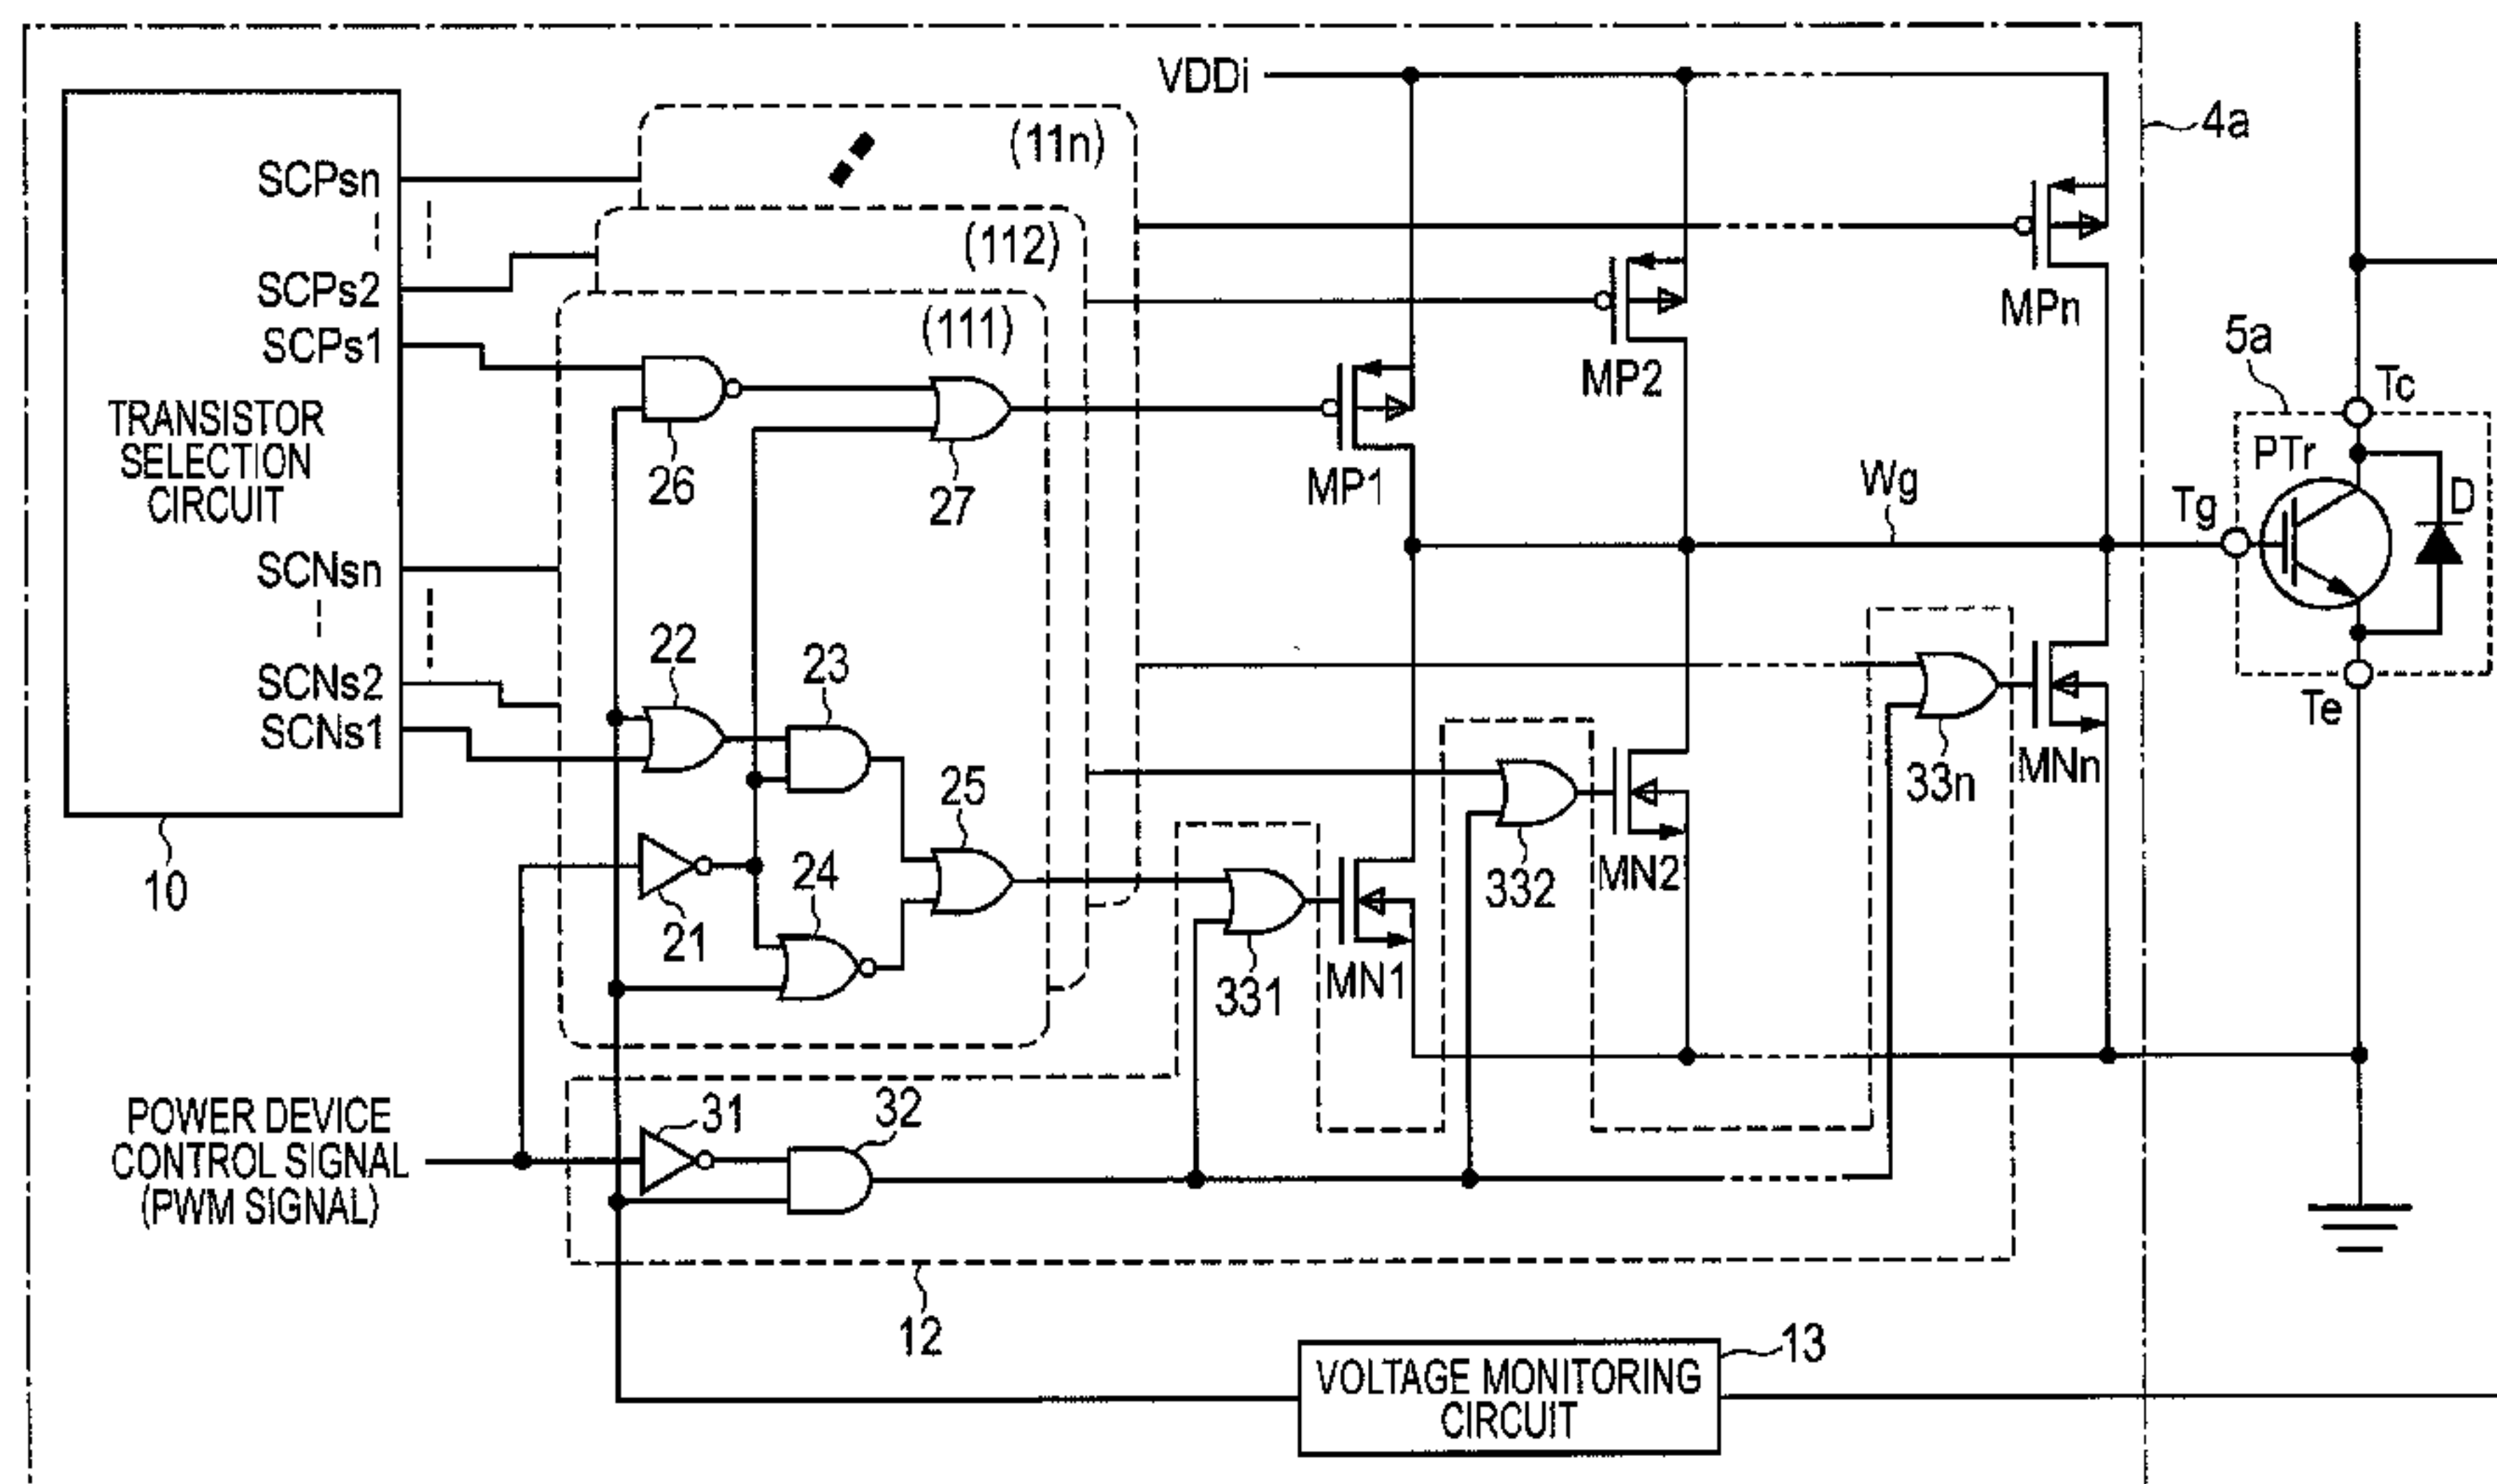 VDDi
4a
(11n)
SCPsn
(112)
SCPs2
(111)
SCPs1
MPn
5a
MP2
Tc
TRANSISTOR
SELECTION
CIRCUIT
26
27
MP1
Wg
PTr
D
Tg
SCNsn
22
23
SCNs2
SCNs1
Te
25
33n
MNn
10
24
21
332
MN2
331
MN1
POWER DEVICE
CONTROL SIGNAL
(PWM SIGNAL)
31
32
12
13
VOLTAGE MONITORING
CIRCUIT